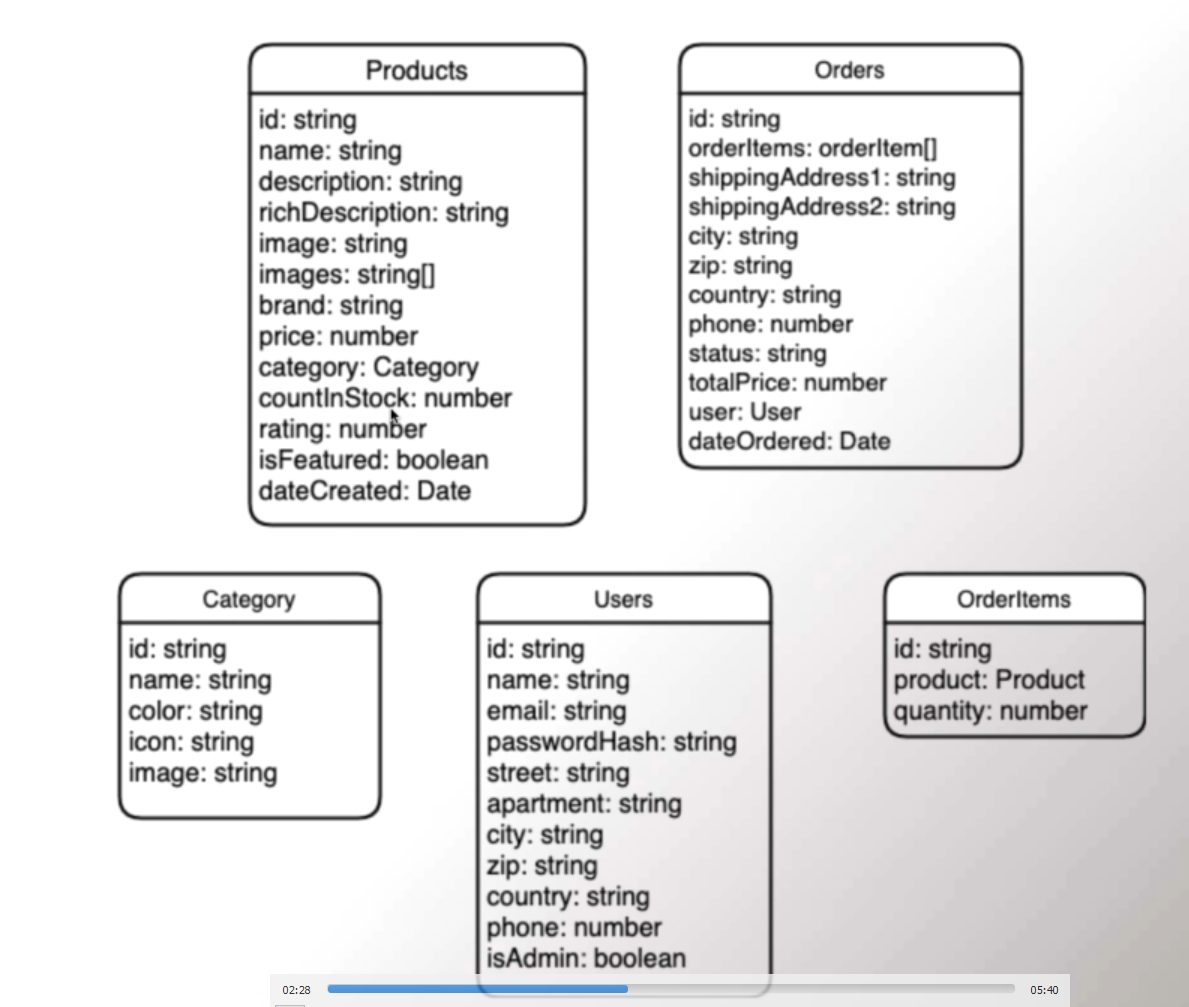 Products
id: string
name: string
description: string
richDescription: string
image: string
images: string[]
brand: string
price: number
category: Category
countInStock: number
rating: number
isFeatured: boolean
dateCreated: Date
Orders
id: string
orderItems: orderItem[]
shippingAddress1: string
shippingAddress2: string
city: string
zip: string
country: string
phone: number
status: string
totalPrice: number
user: User
dateOrdered: Date
Category
id: string
name: string
color: string
icon: string
image: string
Users
id: string
name: string
email: string
passwordHash: string
street: string
apartment: string
city: string
zip: string
country: string
phone: number
isAdmin: boolean
OrderItems
id: string
product: Product
quantity: number
02:28
05:40